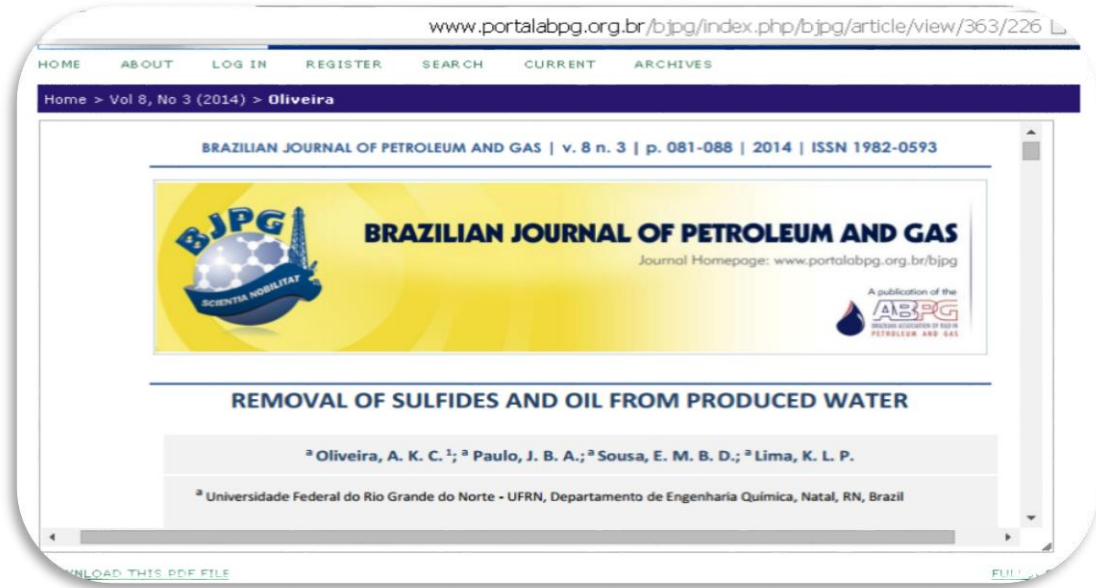 www.portalabpg.org.br/bjpg/index.php/bjpg/article/view/363/226
HOME ABOUT LOG IN REGISTER SEARCH CURRENT ARCHIVES
Home > Vol 8, No 3 (2014) > Oliveira
BRAZILIAN JOURNAL OF PETROLEUM AND GAS | v. 8 n. 3 | p. 081-088 | 2014 | ISSN 1982-0593
BJPG
SCIENTIA NOBILITAT
BRAZILIAN JOURNAL OF PETROLEUM AND GAS
Journal Homepage: www.portalabpg.org.br/bjpg
A publication of the
ABPG
BRAZILIAN ASSOCIATION OF R&D IN
PETROLEUM AND GAS
REMOVAL OF SULFIDES AND OIL FROM PRODUCED WATER
ª Oliveira, A. K. C. ¹; ª Paulo, J. B. A.; ª Sousa, E. M. B. D.; ª Lima, K. L. P.
ª Universidade Federal do Rio Grande do Norte - UFRN, Departamento de Engenharia Química, Natal, RN, Brazil
THIS PDF FILE